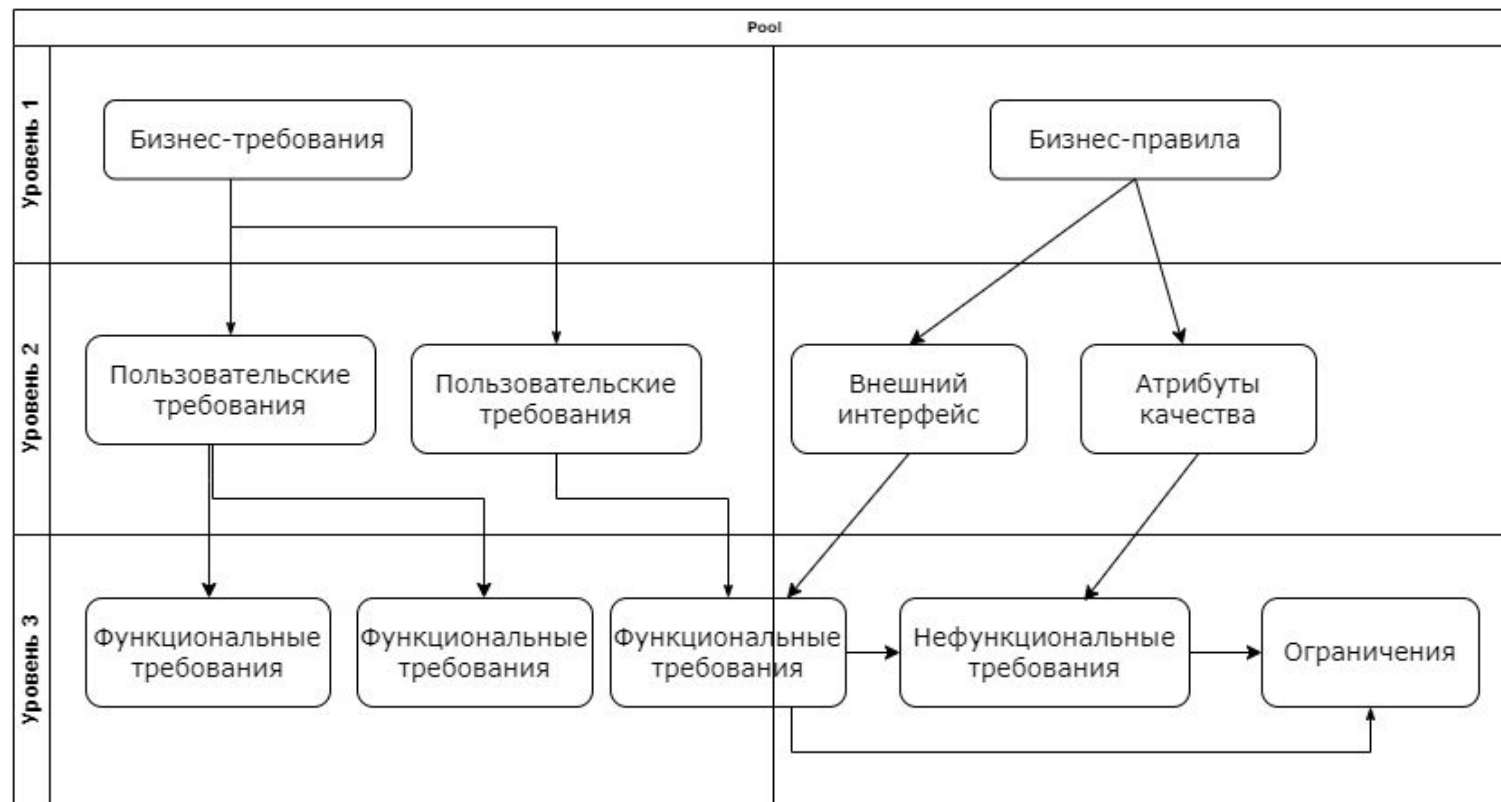 Pool
Уровень 1
Бизнес-требования
Бизнес-правила
Уровень 2
Пользовательские
требования
Пользовательские
требования
Внешний
интерфейс
Атрибуты
качества
Уровень 3
Функциональные
требования
Функциональные
требования
Функциональные
требования
Нефункциональные
требования
Ограничения